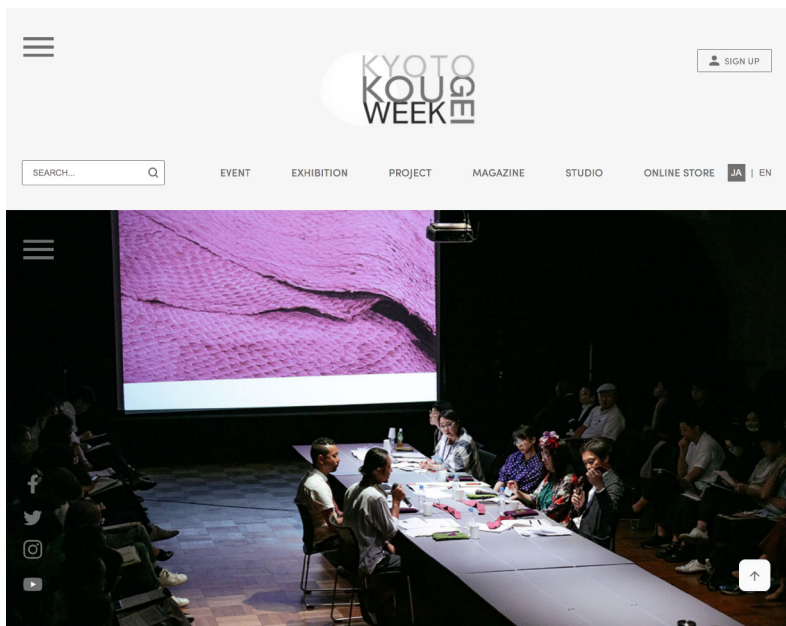 KYOTO
KOUGEI
WEEK
SIGN UP
SEARCH...
EVENT
EXHIBITION
PROJECT
MAGAZINE
STUDIO
ONLINE STORE
JA | EN